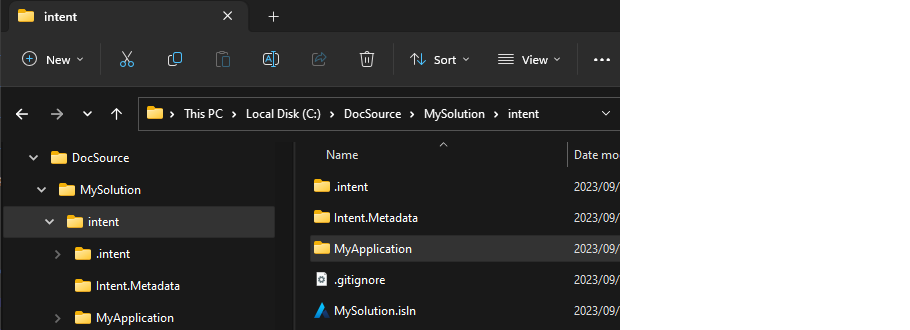 intent
New Sort View
This PC Local Disk (C:) DocSource MySolution intent
DocSource
MySolution
intent
.intent
Intent.Metadata
MyApplication
Name Date mo
.intent 2023/09/
Intent.Metadata 2023/09/
MyApplication 2023/09/
.gitignore 2023/09/
MySolution.isln 2023/09/